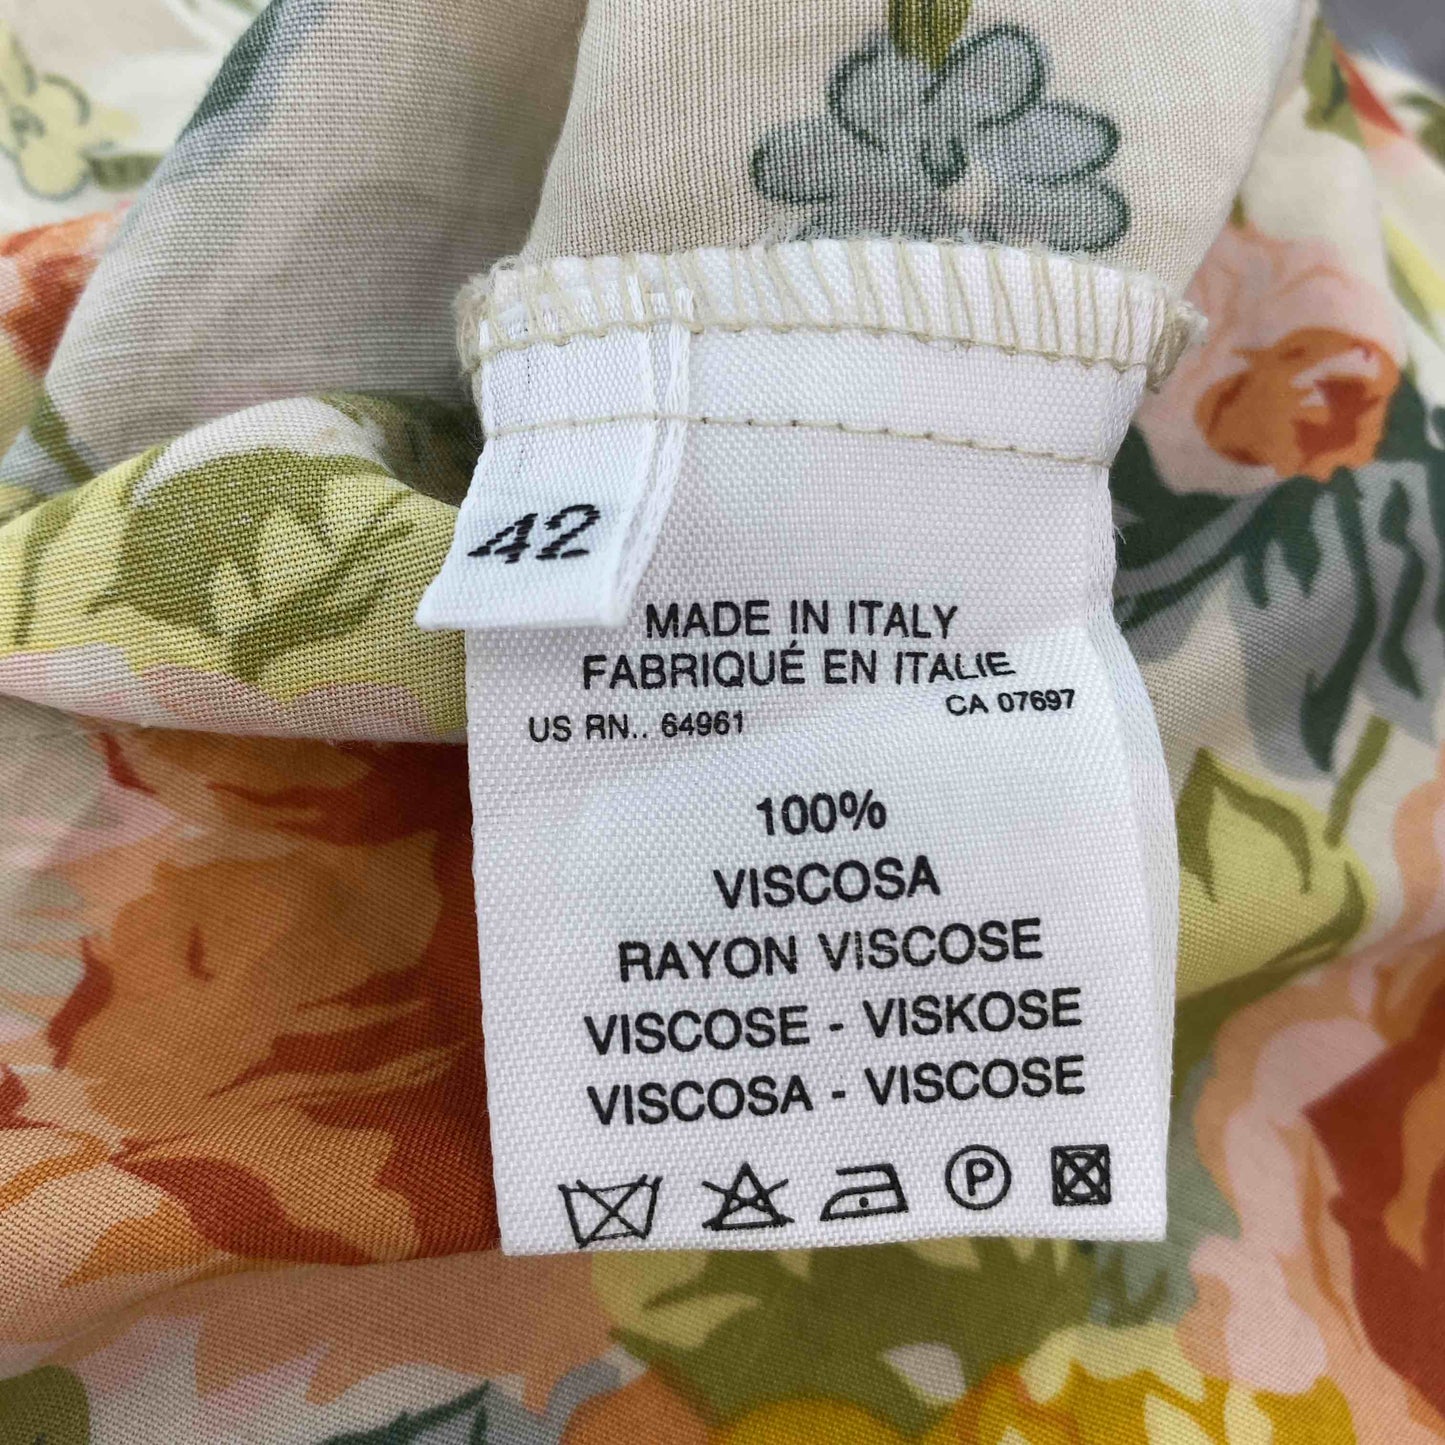 42
MADE IN ITALY
FABRIQUÉ EN ITALIE
US RN.. 64961 CA 07697
100%
VISCOSA
RAYON VISCOSE
VISCOSE - VISKOSE
VISCOSA - VISCOSE
P